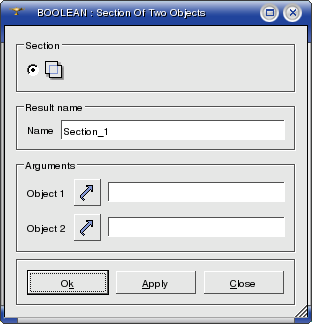 BOOLEAN : Section Of Two Objects
Section
Result name
Name Section_1
Arguments
Object 1
Object 2
Ok Apply Close